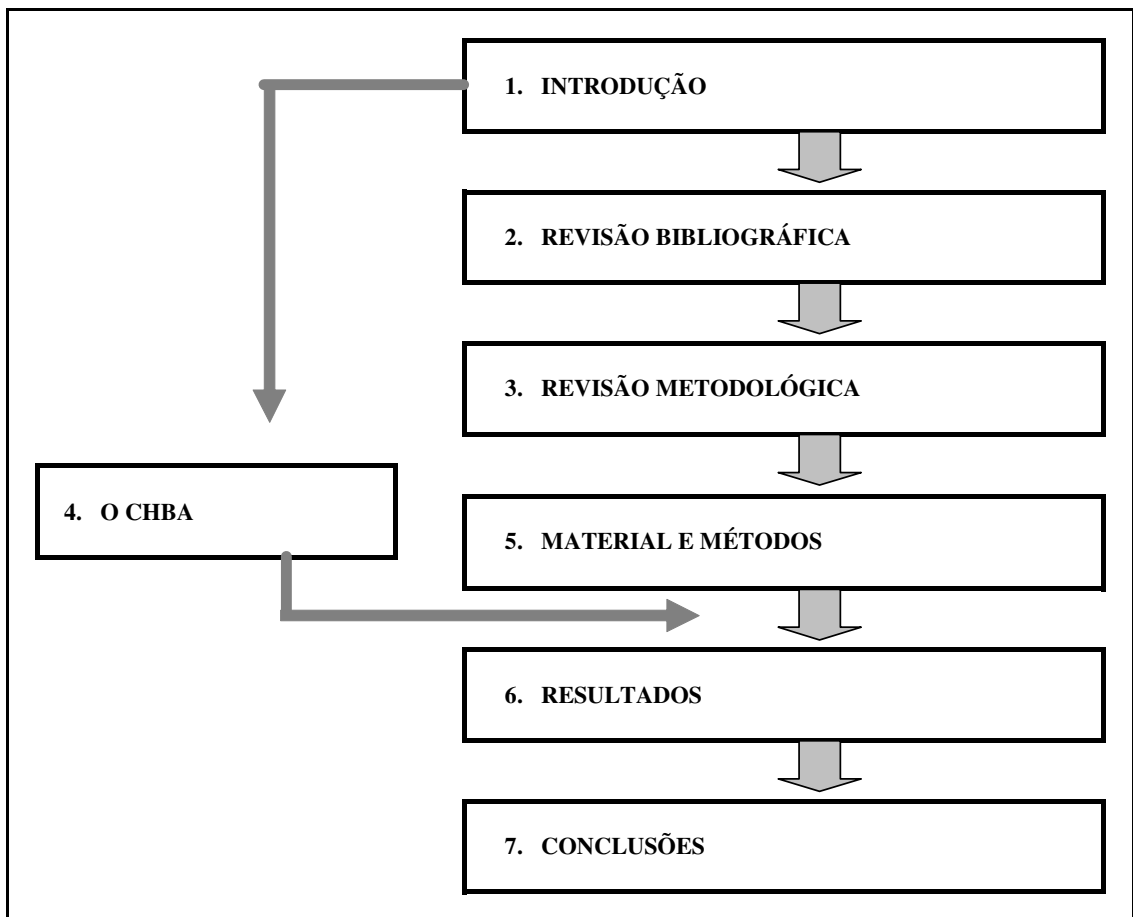 1. INTRODUÇÃO
2. REVISÃO BIBLIOGRÁFICA
3. REVISÃO METODOLÓGICA
4. O CHBA
5. MATERIAL E MÉTODOS
6. RESULTADOS
7. CONCLUSÕES